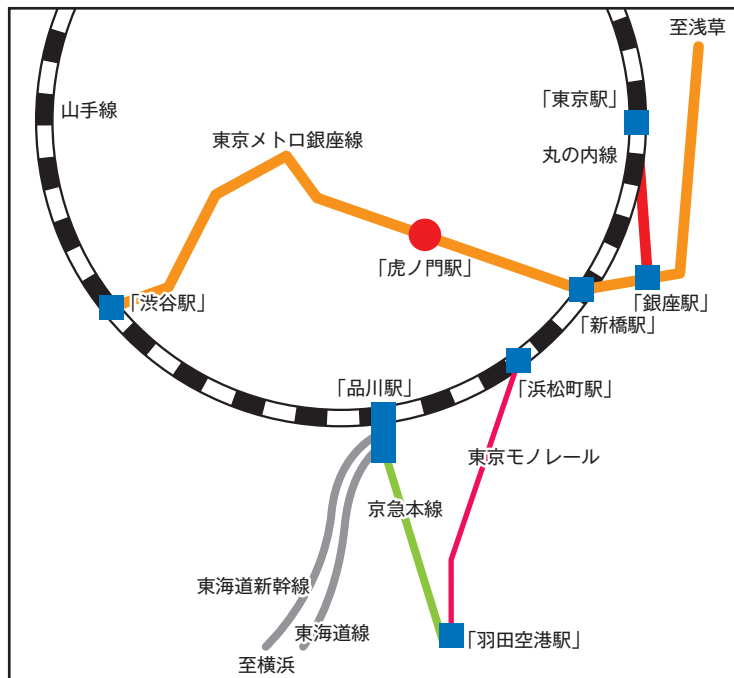 至浅草
「東京駅」
山手線
東京メトロ銀座線
丸の内線
「虎ノ門駅」
「渋谷駅」
「銀座駅」
「新橋駅」
「品川駅」
「浜松町駅」
東京モノレール
京急本線
東海道新幹線
東海道線
「羽田空港駅」
至横浜